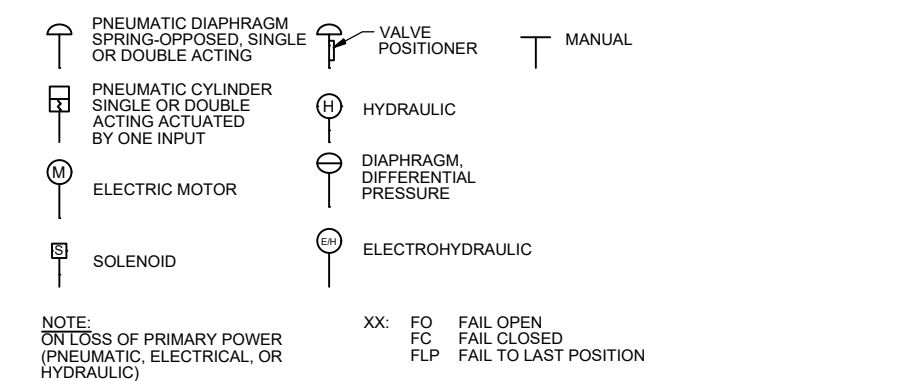 PNEUMATIC DIAPHRAGM
SPRING-OPPOSED, SINGLE
OR DOUBLE ACTING
VALVE
POSITIONER
MANUAL
PNEUMATIC CYLINDER
SINGLE OR DOUBLE
ACTING ACTUATED
BY ONE INPUT
H
HYDRAULIC
M
ELECTRIC MOTOR
DIAPHRAGM,
DIFFERENTIAL
PRESSURE
S
SOLENOID
E/H
ELECTROHYDRAULIC
NOTE:
ON LOSS OF PRIMARY POWER
(PNEUMATIC, ELECTRICAL, OR
HYDRAULIC)
XX: FO FAIL OPEN
FC FAIL CLOSED
FLP FAIL TO LAST POSITION